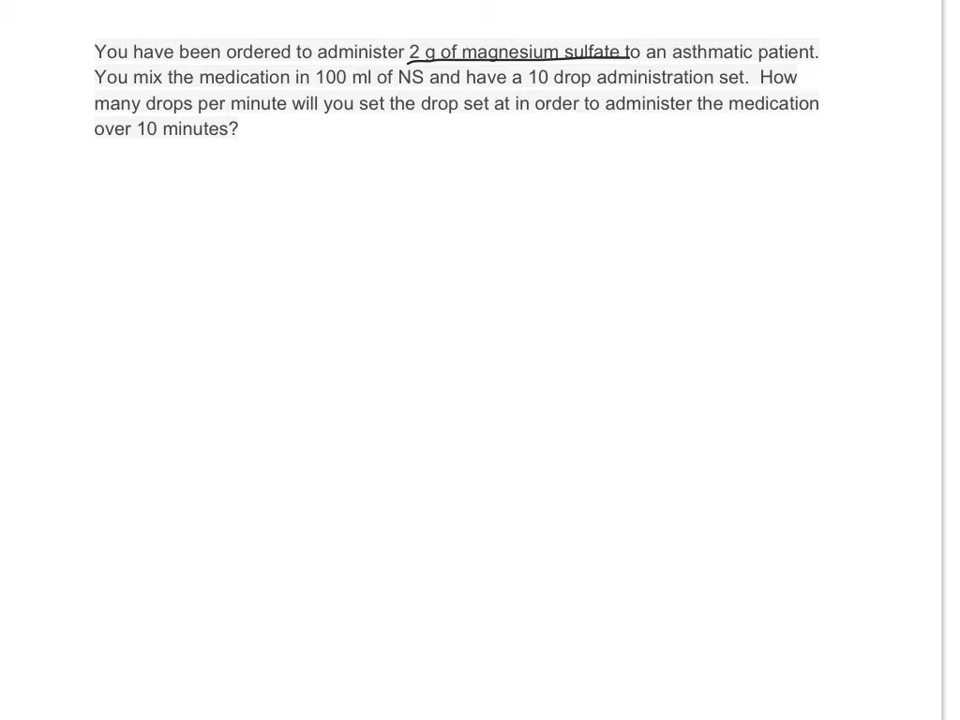 You have been ordered to administer 2 g of magnesium sulfate to an asthmatic patient.
You mix the medication in 100 ml of NS and have a 10 drop administration set.  How
many drops per minute will you set the drop set at in order to administer the medication
over 10 minutes?